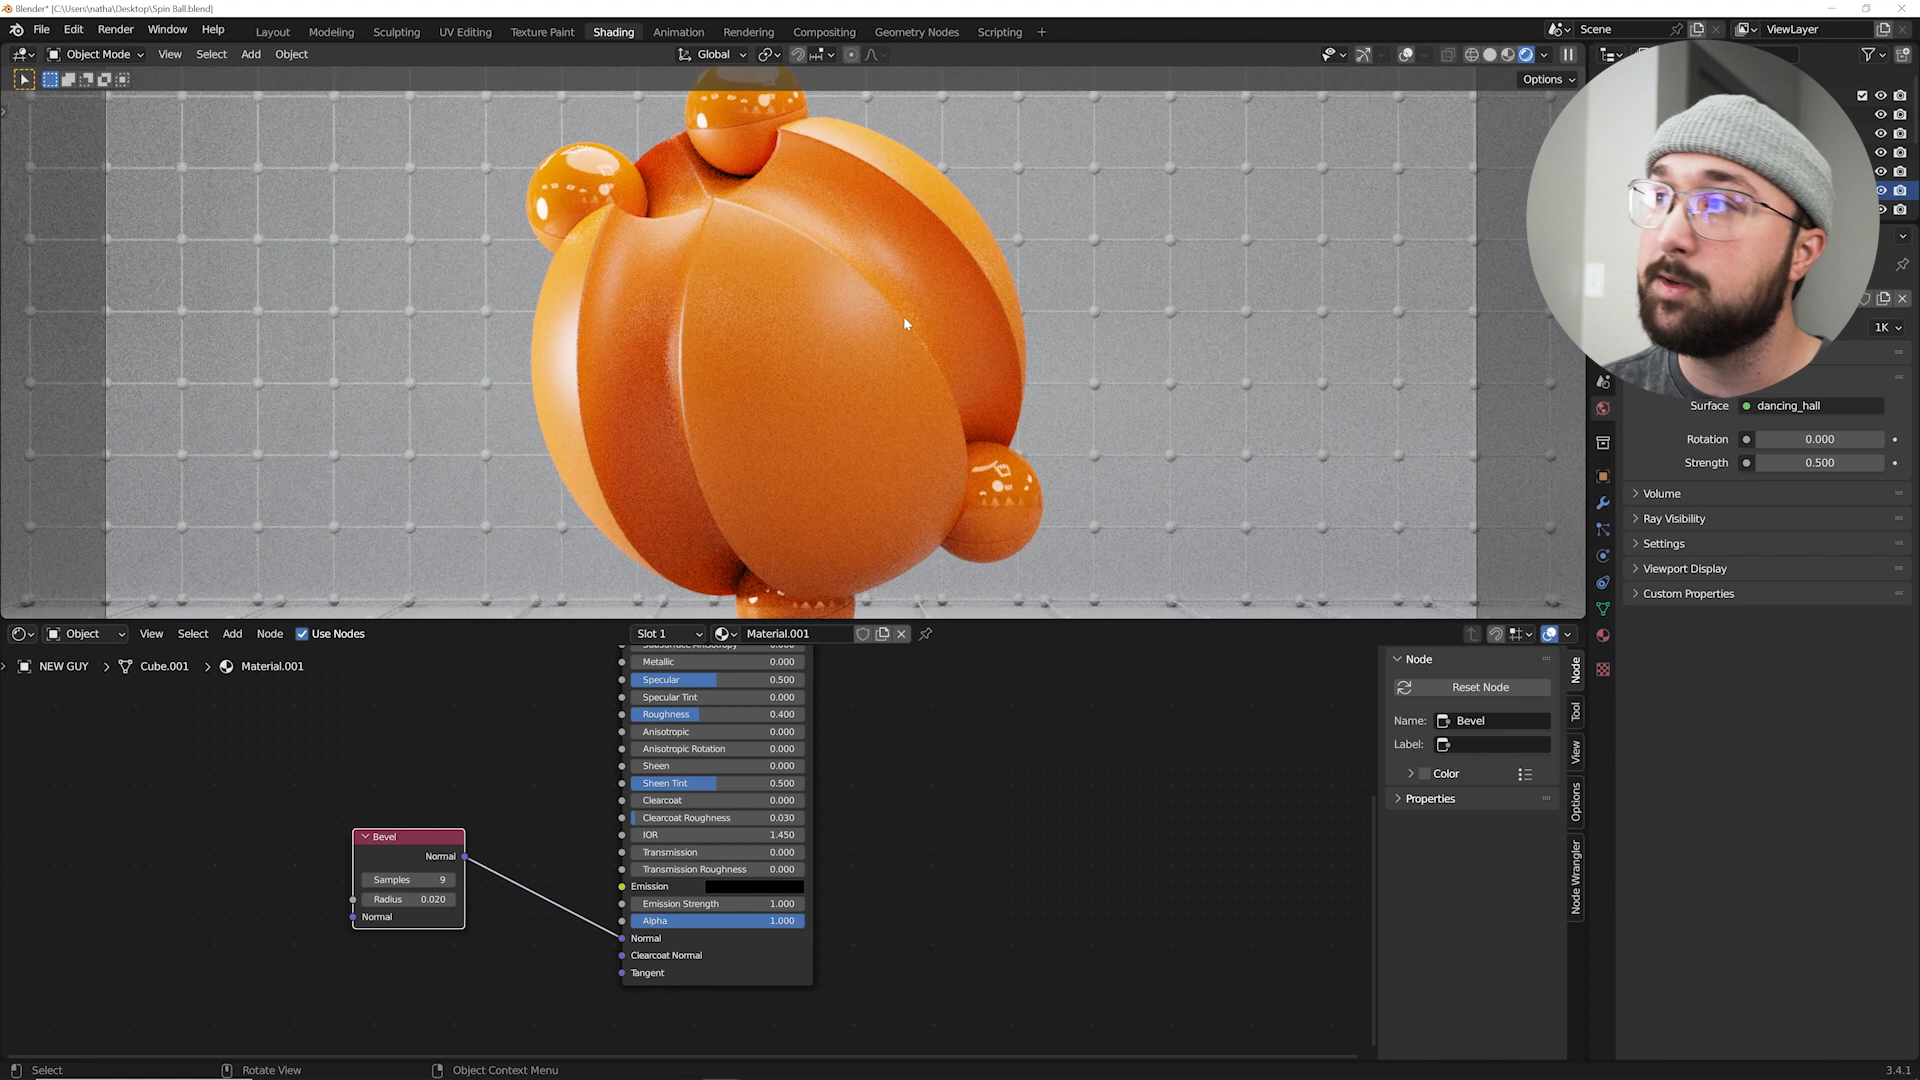 Blender* [C:\Users\natha\Desktop\Spin Ball.blend]
File Edit Render Window Help
Layout Modeling Sculpting UV Editing Texture Paint Shading Animation Rendering Compositing Geometry Nodes Scripting +
Scene
ViewLayer
Object Mode View Select Add Object
Global
Options
1K
Surface dancing_hall
Rotation 0.000
Strength 0.500
Volume
Ray Visibility
Settings
Viewport Display
Custom Properties
Object View Select Add Node Use Nodes
Slot 1 Material.001
NEW GUY > Cube.001 > Material.001
Subsurface Anisotropy 0.000
Metallic 0.000
Specular 0.500
Specular Tint 0.000
Roughness 0.400
Anisotropic 0.000
Anisotropic Rotation 0.000
Sheen 0.000
Sheen Tint 0.500
Clearcoat 0.000
Clearcoat Roughness 0.030
IOR 1.450
Transmission 0.000
Transmission Roughness 0.000
Emission
Emission Strength 1.000
Alpha 1.000
Normal
Clearcoat Normal
Tangent
Bevel
Normal
Samples 9
Radius 0.020
Normal
Node
Reset Node
Name: Bevel
Label:
Color
Properties
Node
Tool
View
Options
Node Wrangler
Select
Rotate View
Object Context Menu
3.4.1